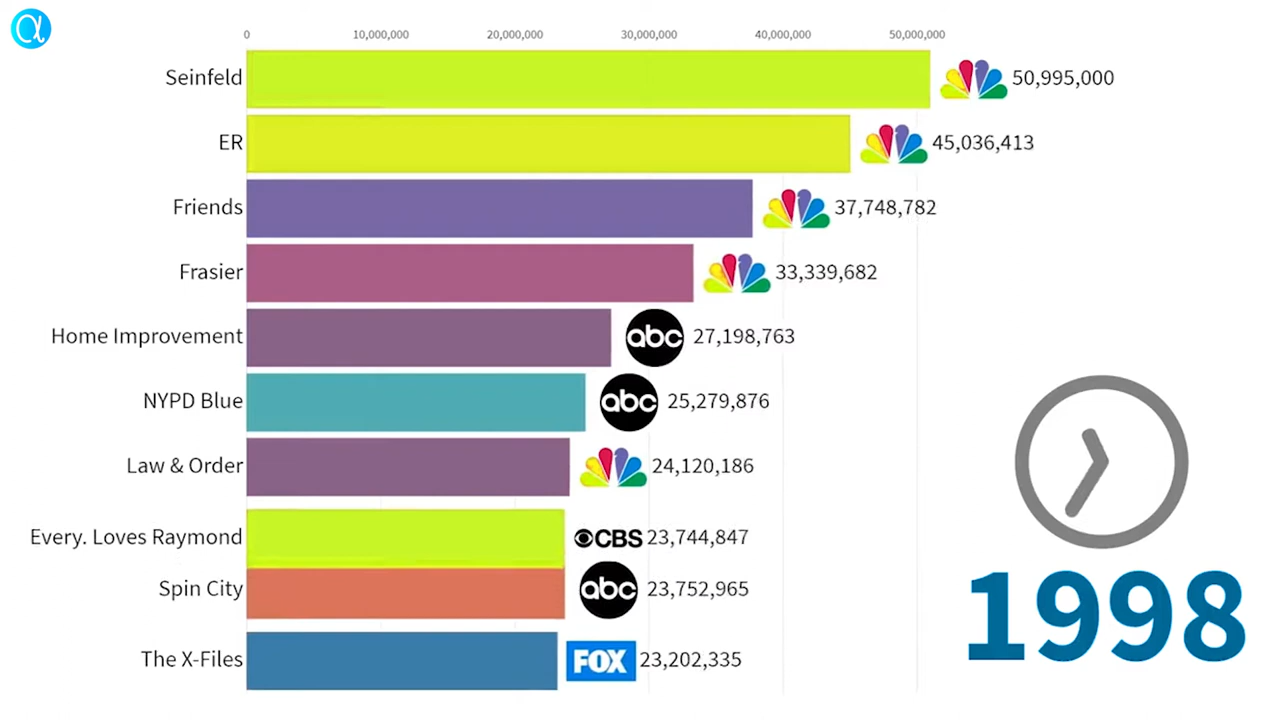 α
0 10,000,000 20,000,000 30,000,000 40,000,000 50,000,000
Seinfeld 50,995,000
ER 45,036,413
Friends 37,748,782
Frasier 33,339,682
Home Improvement abc 27,198,763
NYPD Blue abc 25,279,876
Law & Order 24,120,186
Every. Loves Raymond CBS 23,744,847
Spin City abc 23,752,965
The X-Files FOX 23,202,335
1998